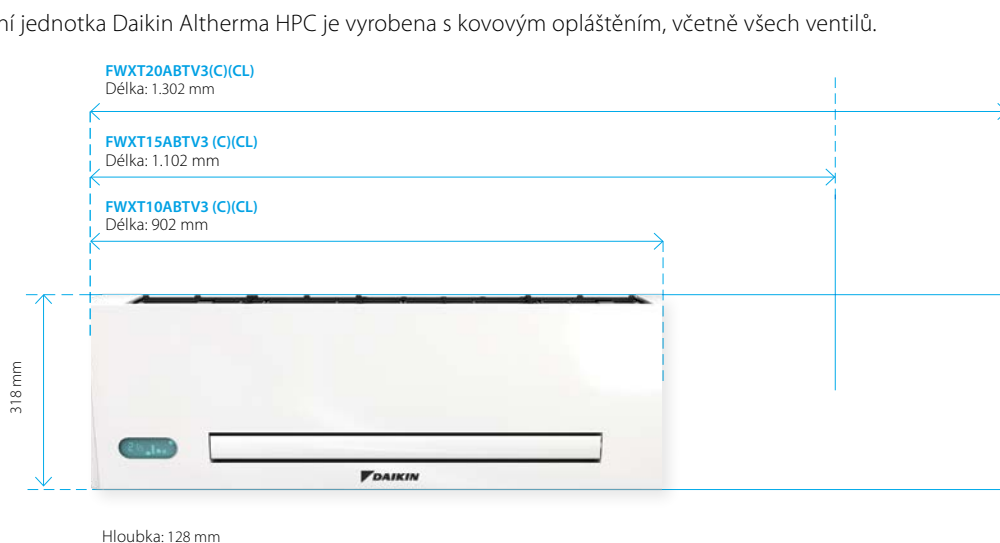 ní jednotka Daikin Altherma HPC je vyrobena s kovovým opláštěním, včetně všech ventilů.
FWXT20ABTV3(C)(CL)
Délka: 1.302 mm
FWXT15ABTV3 (C)(CL)
Délka: 1.102 mm
FWXT10ABTV3 (C)(CL)
Délka: 902 mm
318 mm
DAIKIN
Hloubka: 128 mm